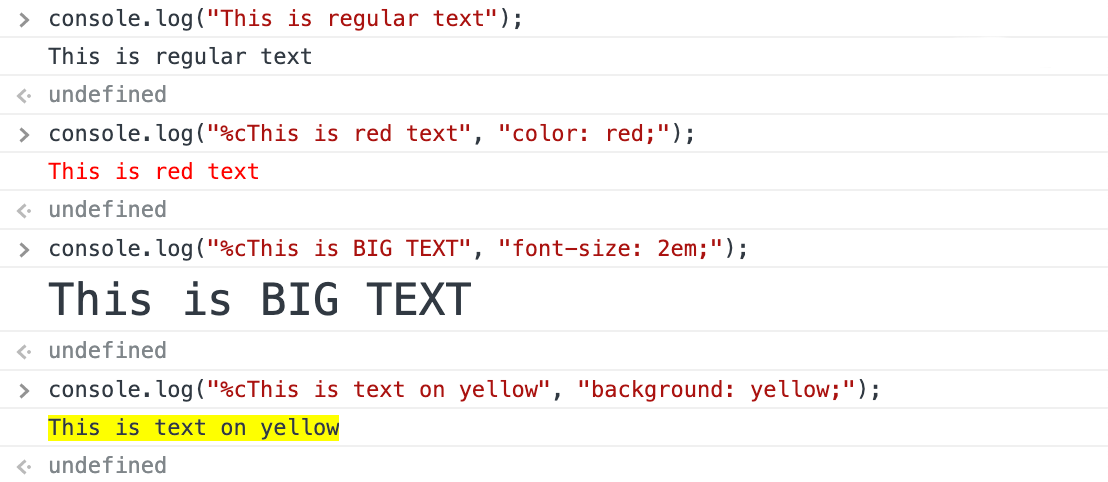 > console.log("This is regular text");
This is regular text
undefined
> console.log("%cThis is red text", "color: red;");
This is red text
undefined
> console.log("%cThis is BIG TEXT", "font-size: 2em;");
This is BIG TEXT
undefined
> console.log("%cThis is text on yellow", "background: yellow;");
This is text on yellow
undefined